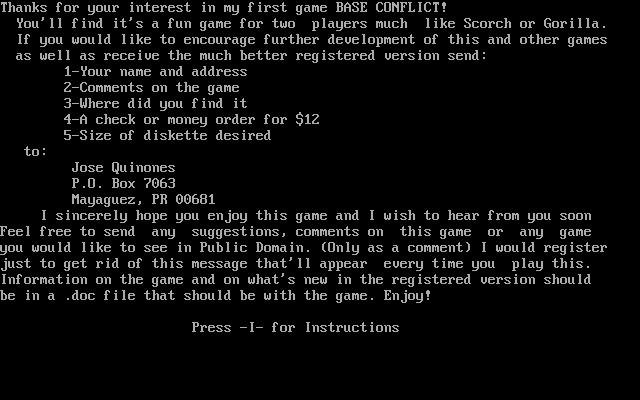 Thanks for your interest in my first game BASE CONFLICT!
You'll find it's a fun game for two  players much  like Scorch or Gorilla.
If you would like to encourage further development of this and other games
as well as receive the much better registered version send:
1-Your name and address
2-Comments on the game
3-Where did you find it
4-A check or money order for $12
5-Size of diskette desired
to:
Jose Quinones
P.O. Box 7063
Mayaguez, PR 00681
I sincerely hope you enjoy this game and I wish to hear from you soon
Feel free to send  any  suggestions, comments on  this game  or  any  game
you would like to see in Public Domain. (Only as a comment) I would register
just to get rid of this message that'll appear  every time you  play this.
Information on the game and on what's new in the registered version should
be in a .doc file that should be with the game. Enjoy!
Press -I- for Instructions